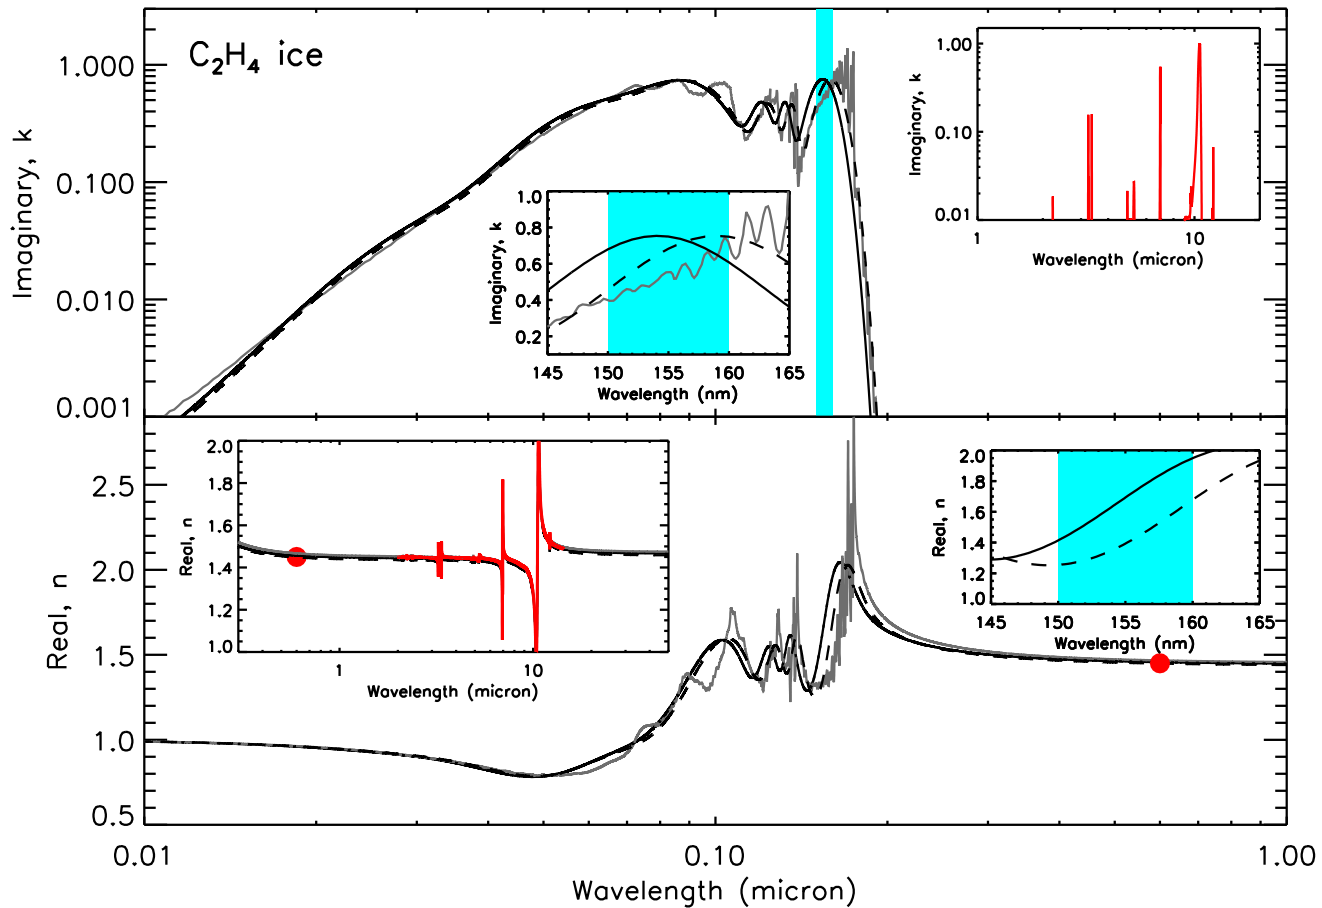 C₂H₄ ice
1.000
0.100
0.010
0.001
Imaginary, k
1.00
0.10
0.01
Imaginary, k
1 10
Wavelength (micron)
1.0
0.8
0.6
0.4
0.2
Imaginary, k
145 150 155 160 165
Wavelength (nm)
2.5
2.0
1.5
1.0
0.5
Real, n
2.0
1.8
1.6
1.4
1.2
1.0
Real, n
1 10
Wavelength (micron)
2.0
1.8
1.6
1.4
1.2
1.0
Real, n
145 150 155 160 165
Wavelength (nm)
0.01 0.10 1.00
Wavelength (micron)